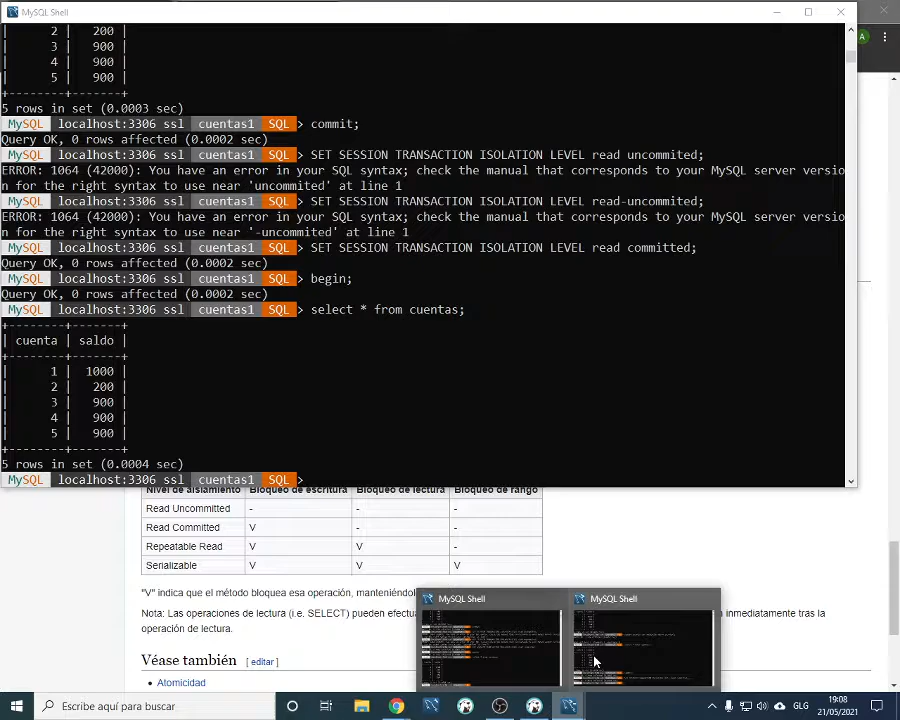 MySQL Shell
|      2 |   200 |
|      3 |   900 |
|      4 |   900 |
|      5 |   900 |
+--------+-------+
5 rows in set (0.0003 sec)
MySQL localhost:3306 ssl cuentas1 SQL > commit;
Query OK, 0 rows affected (0.0002 sec)
MySQL localhost:3306 ssl cuentas1 SQL > SET SESSION TRANSACTION ISOLATION LEVEL read uncommited;
ERROR: 1064 (42000): You have an error in your SQL syntax; check the manual that corresponds to your MySQL server versio
n for the right syntax to use near 'uncommited' at line 1
MySQL localhost:3306 ssl cuentas1 SQL > SET SESSION TRANSACTION ISOLATION LEVEL read-uncommited;
ERROR: 1064 (42000): You have an error in your SQL syntax; check the manual that corresponds to your MySQL server versio
n for the right syntax to use near '-uncommited' at line 1
MySQL localhost:3306 ssl cuentas1 SQL > SET SESSION TRANSACTION ISOLATION LEVEL read committed;
Query OK, 0 rows affected (0.0002 sec)
MySQL localhost:3306 ssl cuentas1 SQL > begin;
Query OK, 0 rows affected (0.0002 sec)
MySQL localhost:3306 ssl cuentas1 SQL > select * from cuentas;
+--------+-------+
| cuenta | saldo |
+--------+-------+
|      1 |  1000 |
|      2 |   200 |
|      3 |   900 |
|      4 |   900 |
|      5 |   900 |
+--------+-------+
5 rows in set (0.0004 sec)
MySQL localhost:3306 ssl cuentas1 SQL >
A
Nivel de aislamiento Bloqueo de escritura Bloqueo de lectura Bloqueo de rango
Read Uncommitted - - -
Read Committed V - -
Repeatable Read V V -
Serializable V V V
"V" indica que el método bloquea esa operación, manteniéndol
Nota: Las operaciones de lectura (i.e. SELECT) pueden efectua inmediatamente tras la
operación de lectura.
Véase también [ editar ]
• Atomicidad
MySQL Shell
MySQL Shell
Escribe aquí para buscar
GLG
19:08
21/05/2021